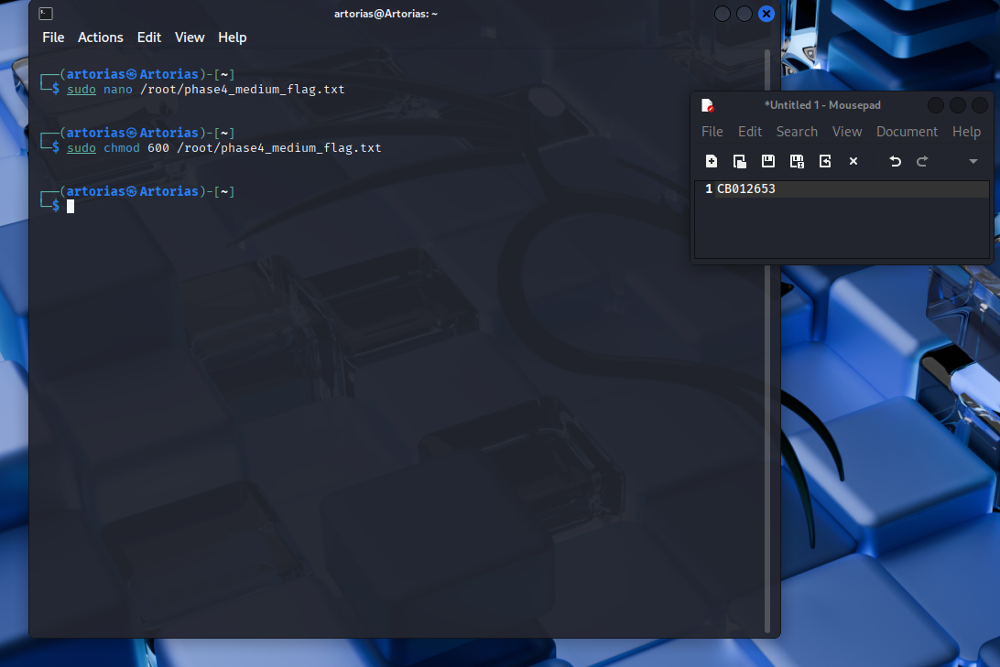 artorias@Artorias: ~
File Actions Edit View Help
┌──(artorias㉿Artorias)-[~]
└─$ sudo nano /root/phase4_medium_flag.txt
┌──(artorias㉿Artorias)-[~]
└─$ sudo chmod 600 /root/phase4_medium_flag.txt
┌──(artorias㉿Artorias)-[~]
└─$
*Untitled 1 - Mousepad
File Edit Search View Document Help
1 CB012653